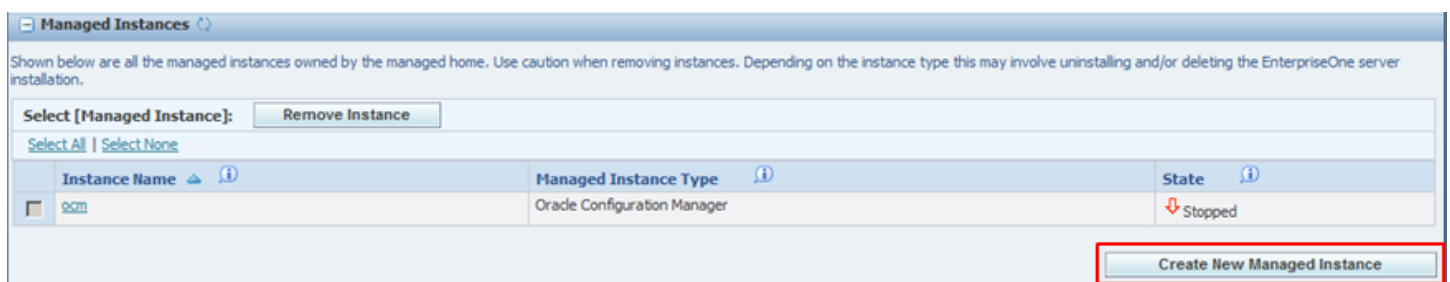 Managed Instances
Shown below are all the managed instances owned by the managed home. Use caution when removing instances. Depending on the instance type this may involve uninstalling and/or deleting the EnterpriseOne server
installation.
Select [Managed Instance]: Remove Instance
Select All | Select None
Instance Name Managed Instance Type State
ocm Oracle Configuration Manager Stopped
Create New Managed Instance